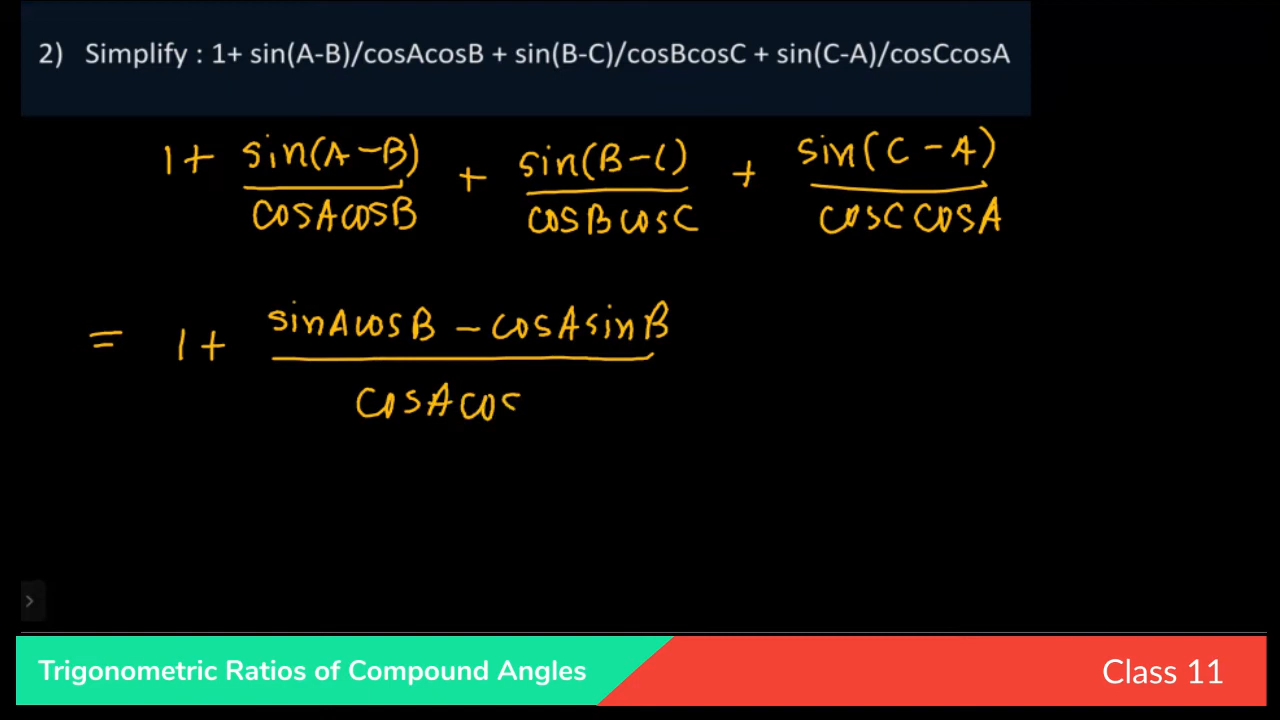 2) Simplify : 1+ sin(A-B)/cosAcosB + sin(B-C)/cosBcosC + sin(C-A)/cosCcosA
1+ sin(A-B)/cosAcosB + sin(B-C)/cosBcosC + sin(C-A)/cosCcosA
= 1+ sinAcosB - cosAsinB
cosAcos
Trigonometric Ratios of Compound Angles
Class 11